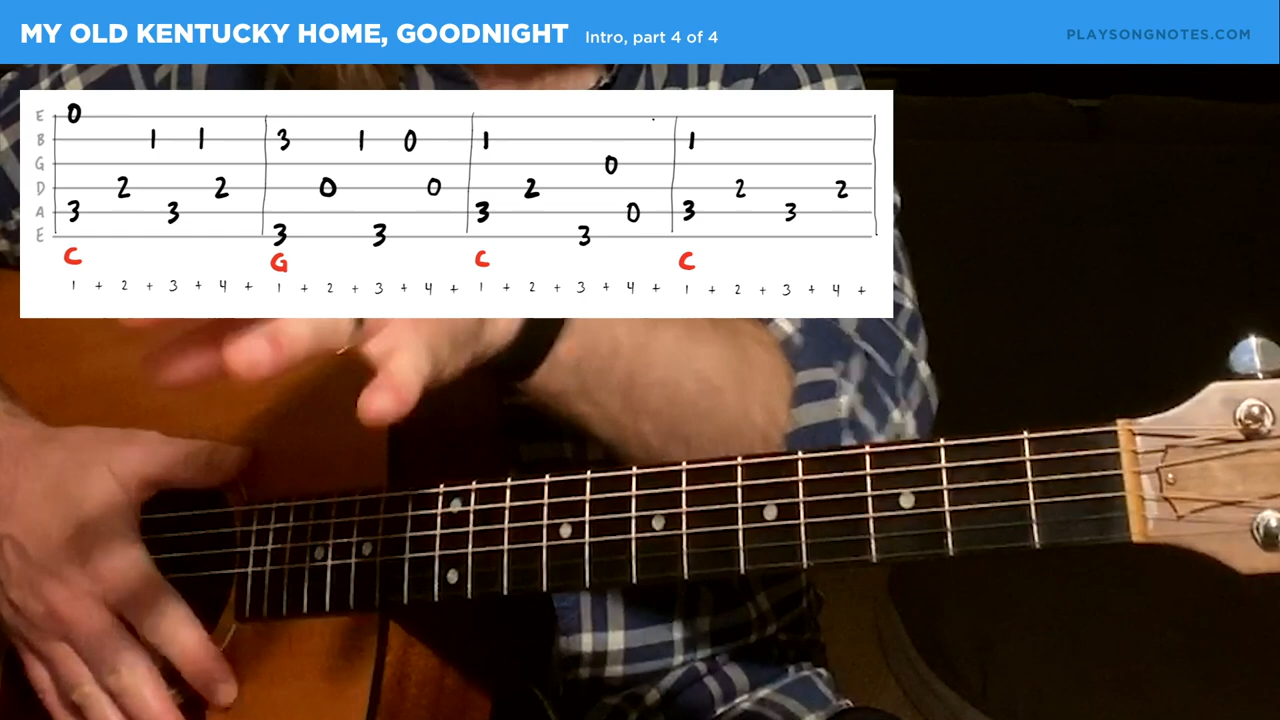 MY OLD KENTUCKY HOME, GOODNIGHT Intro, part 4 of 4 PLAYSONGNOTES.COM
E 0
B 1 1 3 1 0 1 1
G 0
D 2 2 0 0 2 2 2
A 3 3 3 0 3 3
E 3 3 3
C G C C
1 + 2 + 3 + 4 + 1 + 2 + 3 + 4 + 1 + 2 + 3 + 4 + 1 + 2 + 3 + 4 +